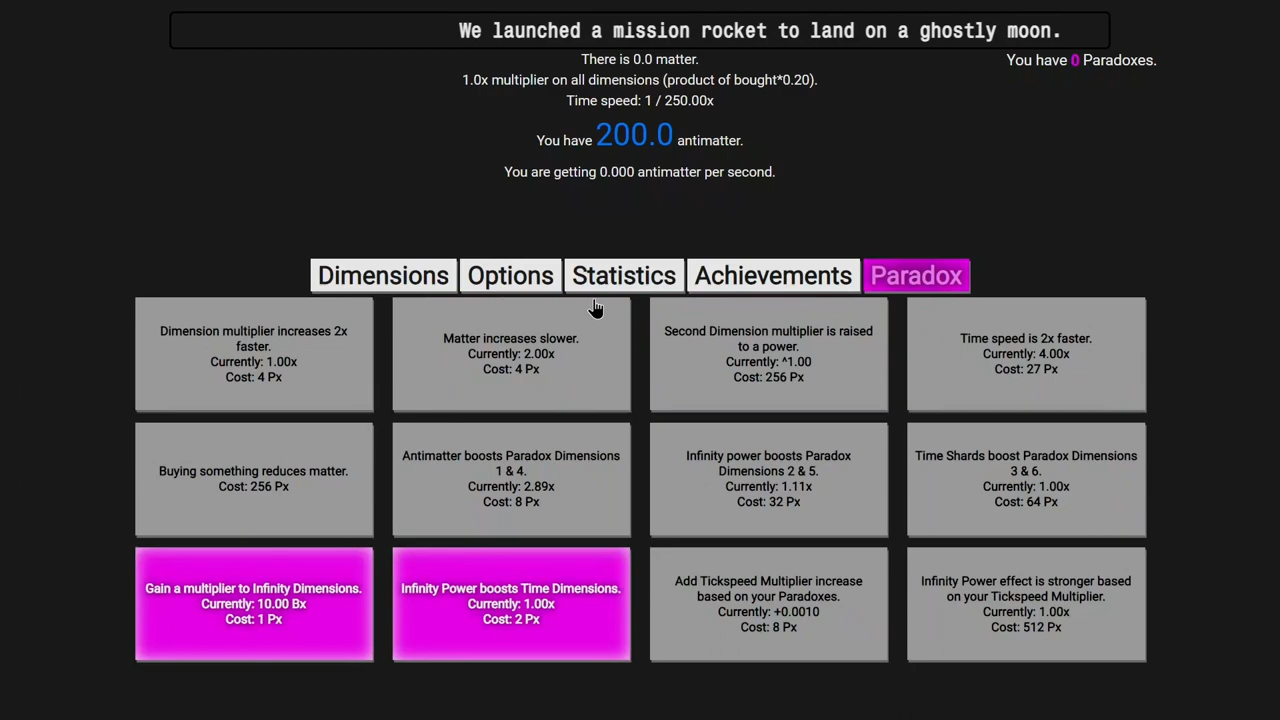 We launched a mission rocket to land on a ghostly moon.
There is 0.0 matter.
You have 0 Paradoxes.
1.0x multiplier on all dimensions (product of bought*0.20).
Time speed: 1 / 250.00x
You have 200.0 antimatter.
You are getting 0.000 antimatter per second.
Dimensions
Options
Statistics
Achievements
Paradox
Dimension multiplier increases 2x
faster.
Currently: 1.00x
Cost: 4 Px
Matter increases slower.
Currently: 2.00x
Cost: 4 Px
Second Dimension multiplier is raised
to a power.
Currently: ^1.00
Cost: 256 Px
Time speed is 2x faster.
Currently: 4.00x
Cost: 27 Px
Buying something reduces matter.
Cost: 256 Px
Antimatter boosts Paradox Dimensions
1 & 4.
Currently: 2.89x
Cost: 8 Px
Infinity power boosts Paradox
Dimensions 2 & 5.
Currently: 1.11x
Cost: 32 Px
Time Shards boost Paradox Dimensions
3 & 6.
Currently: 1.00x
Cost: 64 Px
Gain a multiplier to Infinity Dimensions.
Currently: 10.00 Bx
Cost: 1 Px
Infinity Power boosts Time Dimensions.
Currently: 1.00x
Cost: 2 Px
Add Tickspeed Multiplier increase
based on your Paradoxes.
Currently: +0.0010
Cost: 8 Px
Infinity Power effect is stronger based
on your Tickspeed Multiplier.
Currently: 1.00x
Cost: 512 Px